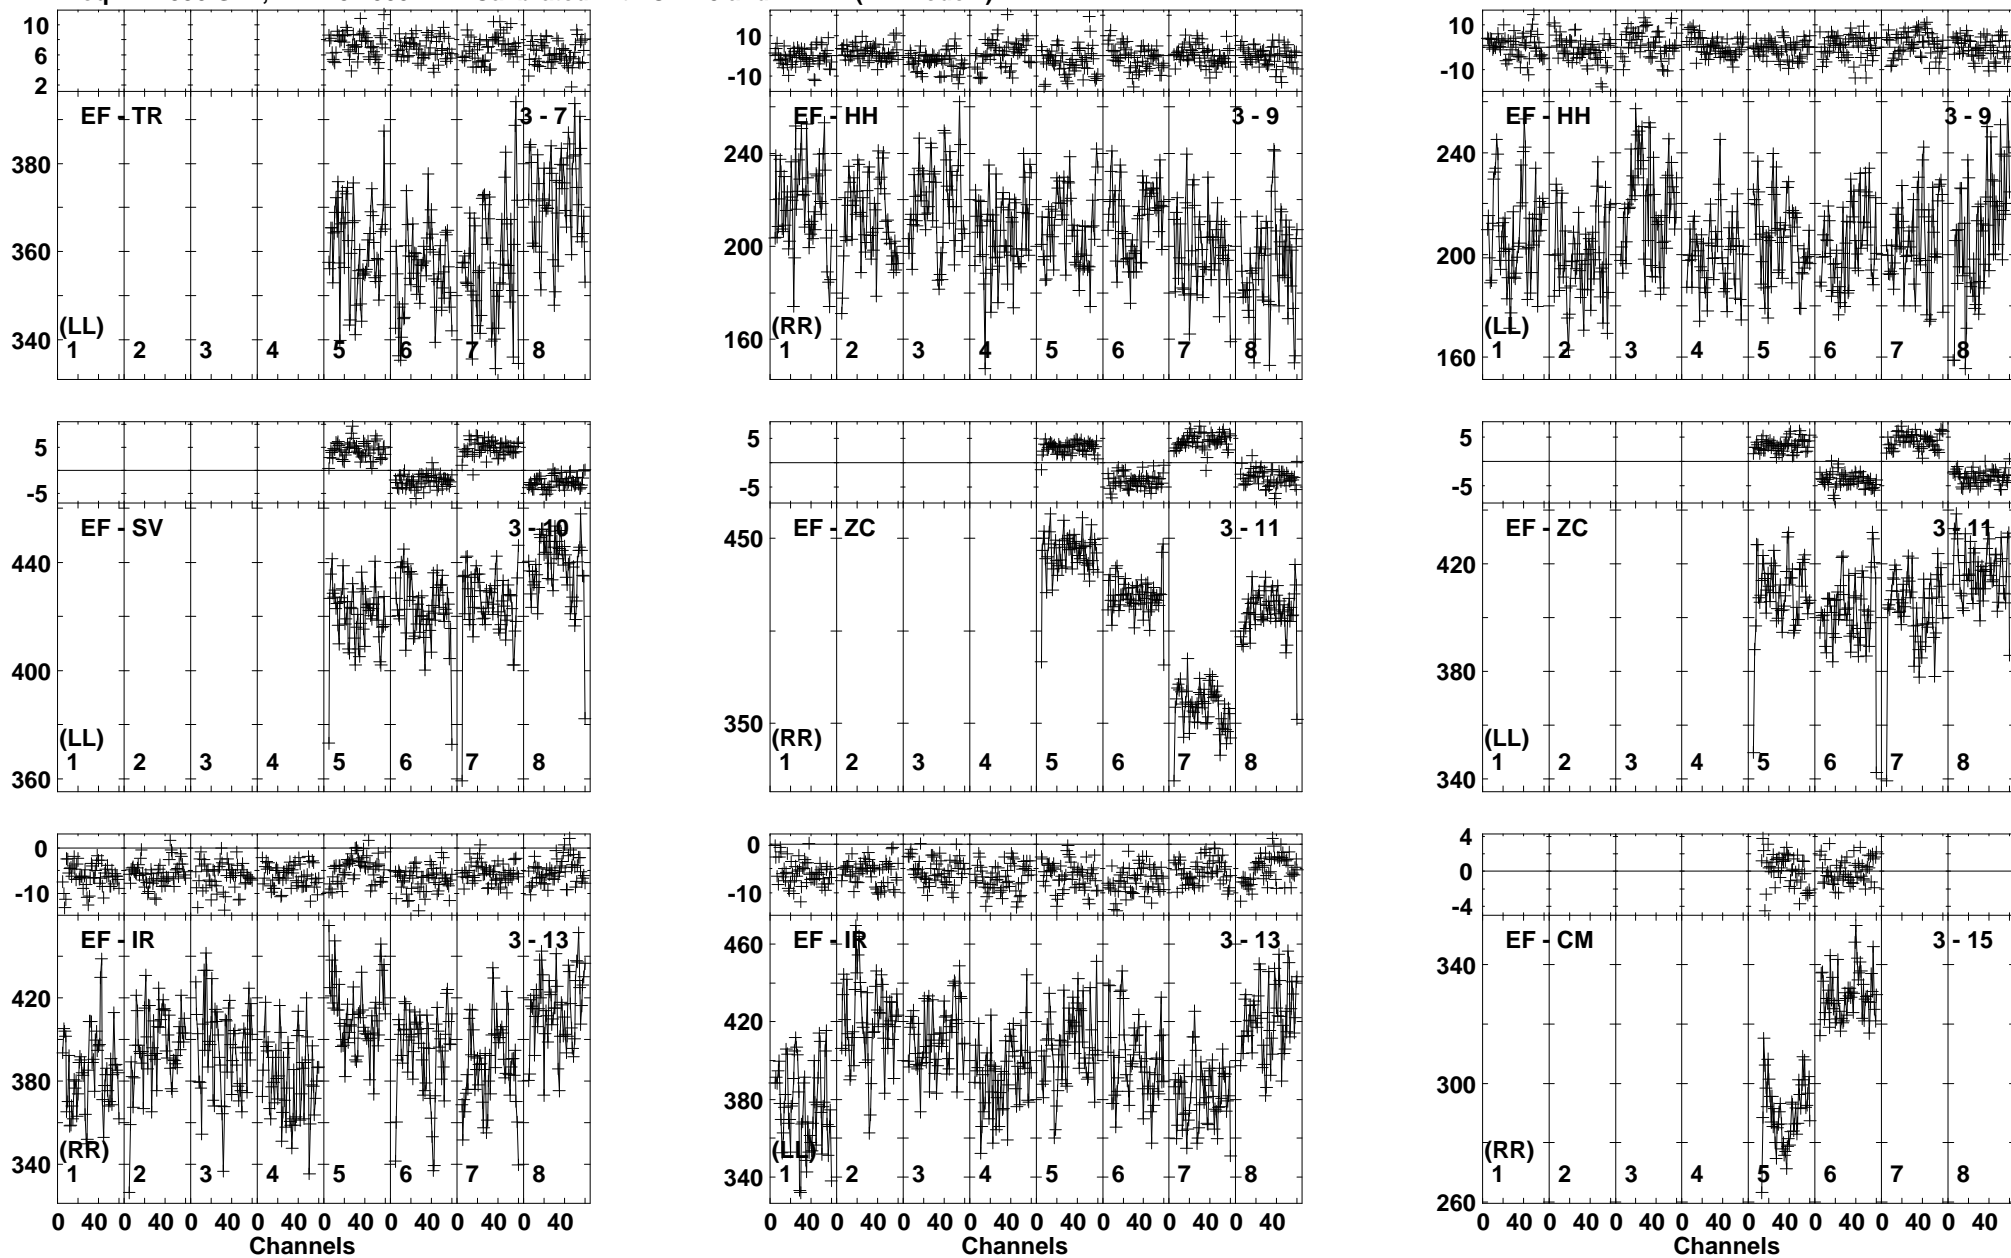 10
6
2
EF - TR 3 - 7
380
360
340
(LL)
1 2 3 4 5 6 7 8
10
-10
EF - HH 3 - 9
240
200
160
(RR)
1 2 3 4 5 6 7 8
10
-10
EF - HH 3 - 9
240
200
160
(LL)
1 2 3 4 5 6 7 8
5
-5
EF - SV 3 - 10
440
400
360
(LL)
1 2 3 4 5 6 7 8
5
-5
EF - ZC 3 - 11
450
350
(RR)
1 2 3 4 5 6 7 8
5
-5
EF - ZC 3 - 11
420
380
340
(LL)
1 2 3 4 5 6 7 8
0
-10
EF - IR 3 - 13
420
380
340
(RR)
1 2 3 4 5 6 7 8
0 40 0 40 0 40 0 40 0 40 0 40 0 40 0 40
Channels
0
-10
EF - IR 3 - 13
460
420
380
340
(LL)
1 2 3 4 5 6 7 8
0 40 0 40 0 40 0 40 0 40 0 40 0 40 0 40
Channels
4
0
-4
EF - CM 3 - 15
340
300
260
(RR)
1 2 3 4 5 6 7 8
0 40 0 40 0 40 0 40 0 40 0 40 0 40 0 40
Channels